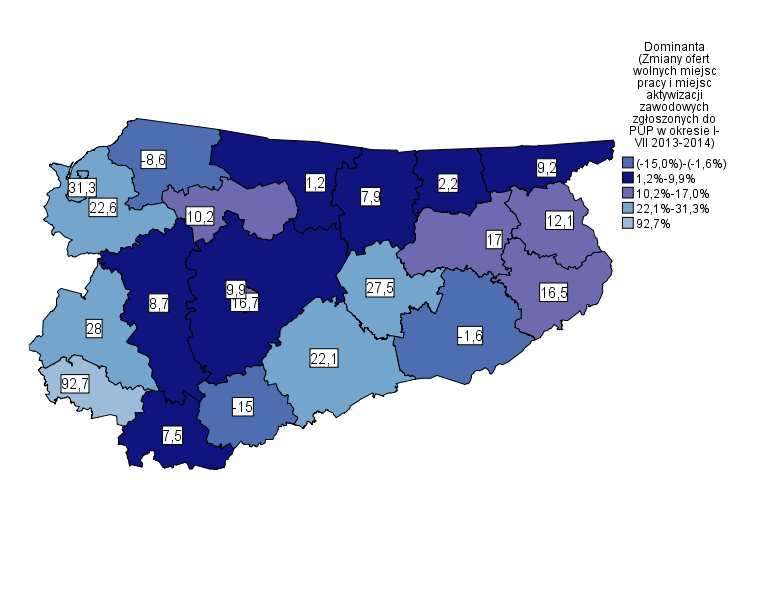 Dominanta
(Zmiany ofert
wolnych miejsc
pracy i miejsc
aktywizacji
zawodowych
zgłoszonych do
PUP w okresie I-
VII 2013-2014)
(-15,0%)-(-1,6%)
1,2%-9,9%
10,2%-17,0%
22,1%-31,3%
92,7%
-8,6
9,2
31,3
1,2
2,2
7,9
22,6
10,2
12,1
17
27,5
9,9
16,7
16,5
8,7
28
-1,6
22,1
92,7
-15
7,5